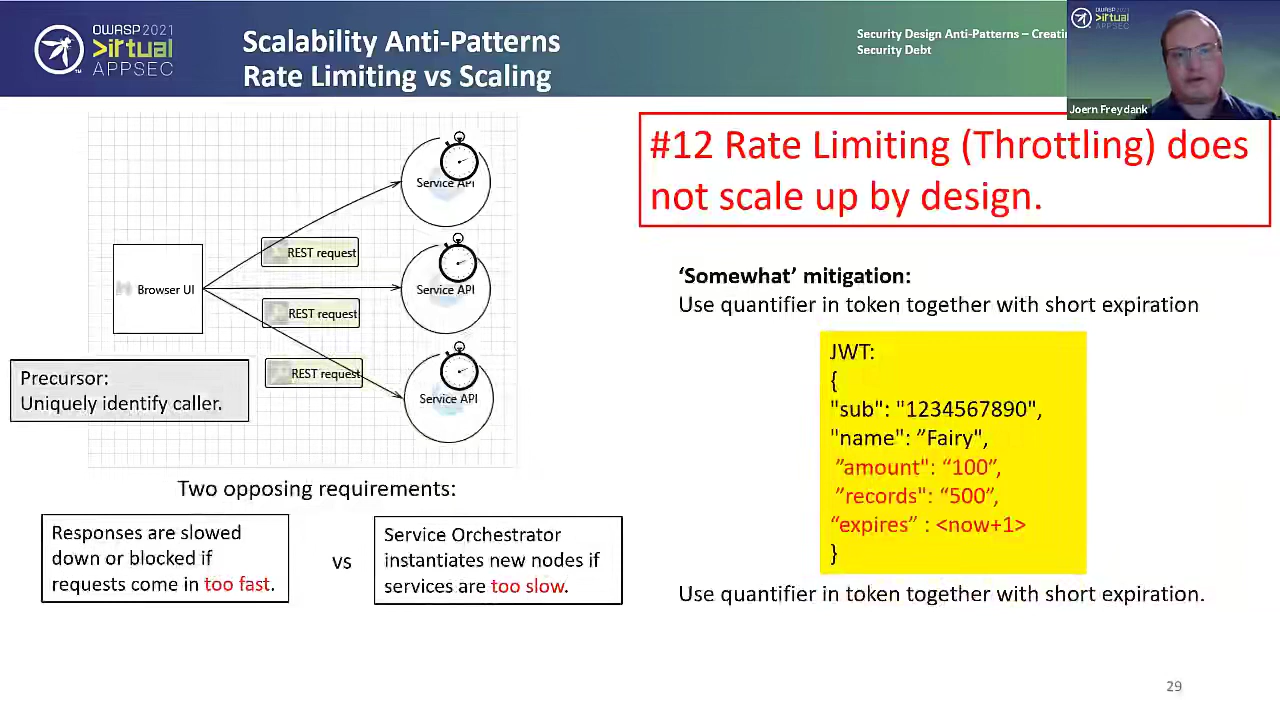 OWASP 2021
Virtual
APPSEC
Scalability Anti-Patterns
Rate Limiting vs Scaling
Security Design Anti-Patterns – Creatin
Security Debt
Virtual
Joern Freydank
#12 Rate Limiting (Throttling) does
not scale up by design.
Service API
REST request
Browser UI
Service API
REST request
REST request
Service API
Precursor:
Uniquely identify caller.
‘Somewhat’ mitigation:
Use quantifier in token together with short expiration
JWT:
{
"sub": "1234567890",
"name": ”Fairy",
”amount": “100”,
”records": “500”,
“expires” : <now+1>
}
Use quantifier in token together with short expiration.
Two opposing requirements:
Responses are slowed
down or blocked if
requests come in too fast.
vs
Service Orchestrator
instantiates new nodes if
services are too slow.
29